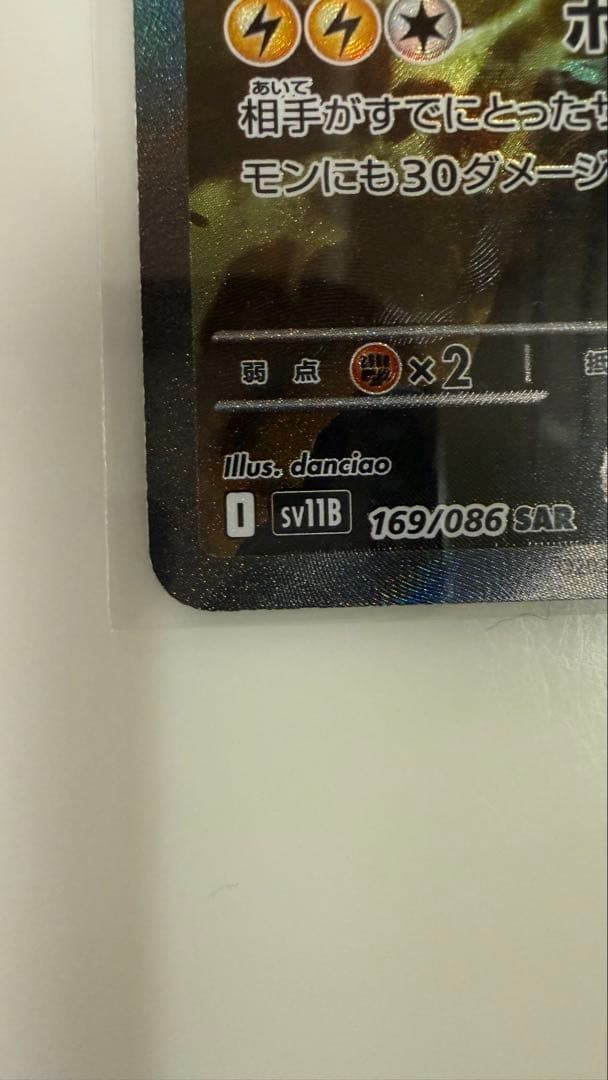 あいて
相手がすでにとった
モンにも30ダメージ
弱点 ×2
Illus. danciao
I SV11B 169/086 SAR